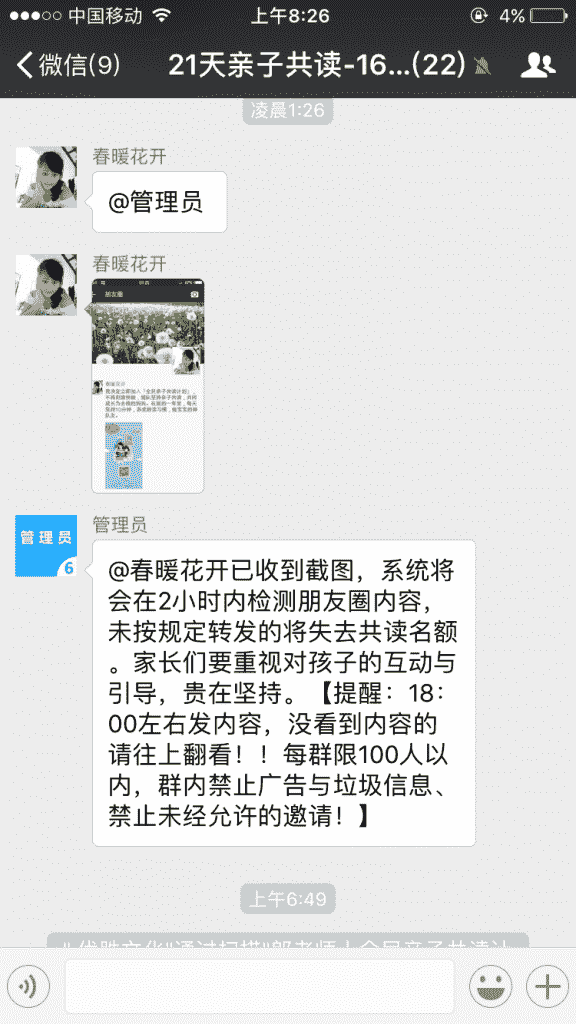 中国移动 上午8:26 4%
微信(9) 21天亲子共读-16...(22)
凌晨1:26
春暖花开
@管理员
春暖花开
朋友圈
管理员
管理员
6
@春暖花开已收到截图，系统将
会在2小时内检测朋友圈内容，
未按规定转发的将失去共读名额
。家长们要重视对孩子的互动与
引导，贵在坚持。【提醒：18：
00左右发内容，没看到内容的
请往上翻看！！每群限100人以
内，群内禁止广告与垃圾信息、
禁止未经允许的邀请！】
上午6:49